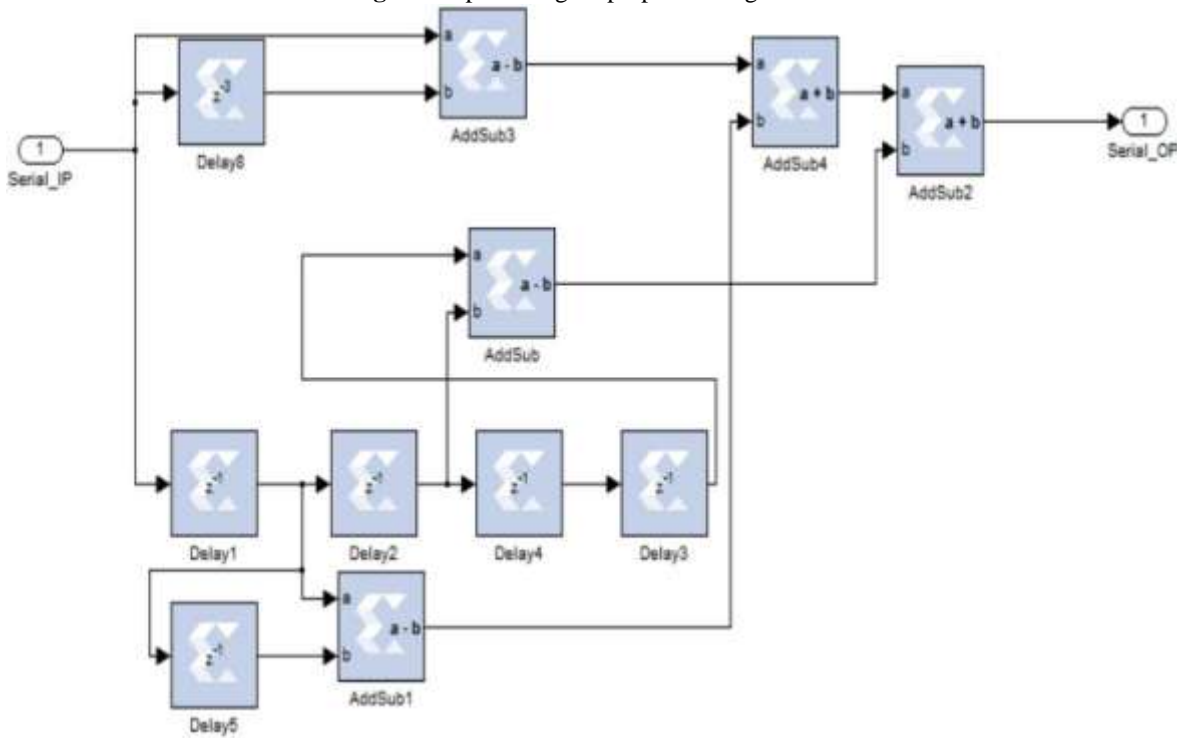 a
b
a - b
AddSub3
z-3
Delay8
1
Serial_IP
a
b
a + b
AddSub4
a
b
a + b
AddSub2
1
Serial_OP
a
b
a - b
AddSub
z-1
Delay1
z-1
Delay2
z-1
Delay4
z-1
Delay3
z-1
Delay5
a
b
a - b
AddSub1